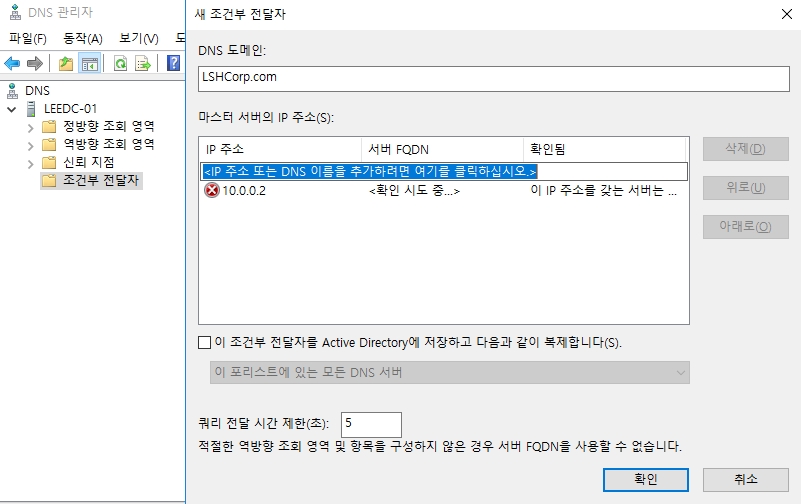 DNS 관리자
파일(F) 동작(A) 보기(V) 도
DNS
LEEDC-01
정방향 조회 영역
역방향 조회 영역
신뢰 지점
조건부 전달자
새 조건부 전달자
DNS 도메인:
LSHCorp.com
마스터 서버의 IP 주소(S):
IP 주소 서버 FQDN 확인됨
<IP 주소 또는 DNS 이름을 추가하려면 여기를 클릭하십시오.>
10.0.0.2 <확인 시도 중...> 이 IP 주소를 갖는 서버는 ...
삭제(D)
위로(U)
아래로(O)
이 조건부 전달자를 Active Directory에 저장하고 다음과 같이 복제합니다(S).
이 포리스트에 있는 모든 DNS 서버
쿼리 전달 시간 제한(초): 5
적절한 역방향 조회 영역 및 항목을 구성하지 않은 경우 서버 FQDN을 사용할 수 없습니다.
확인 취소